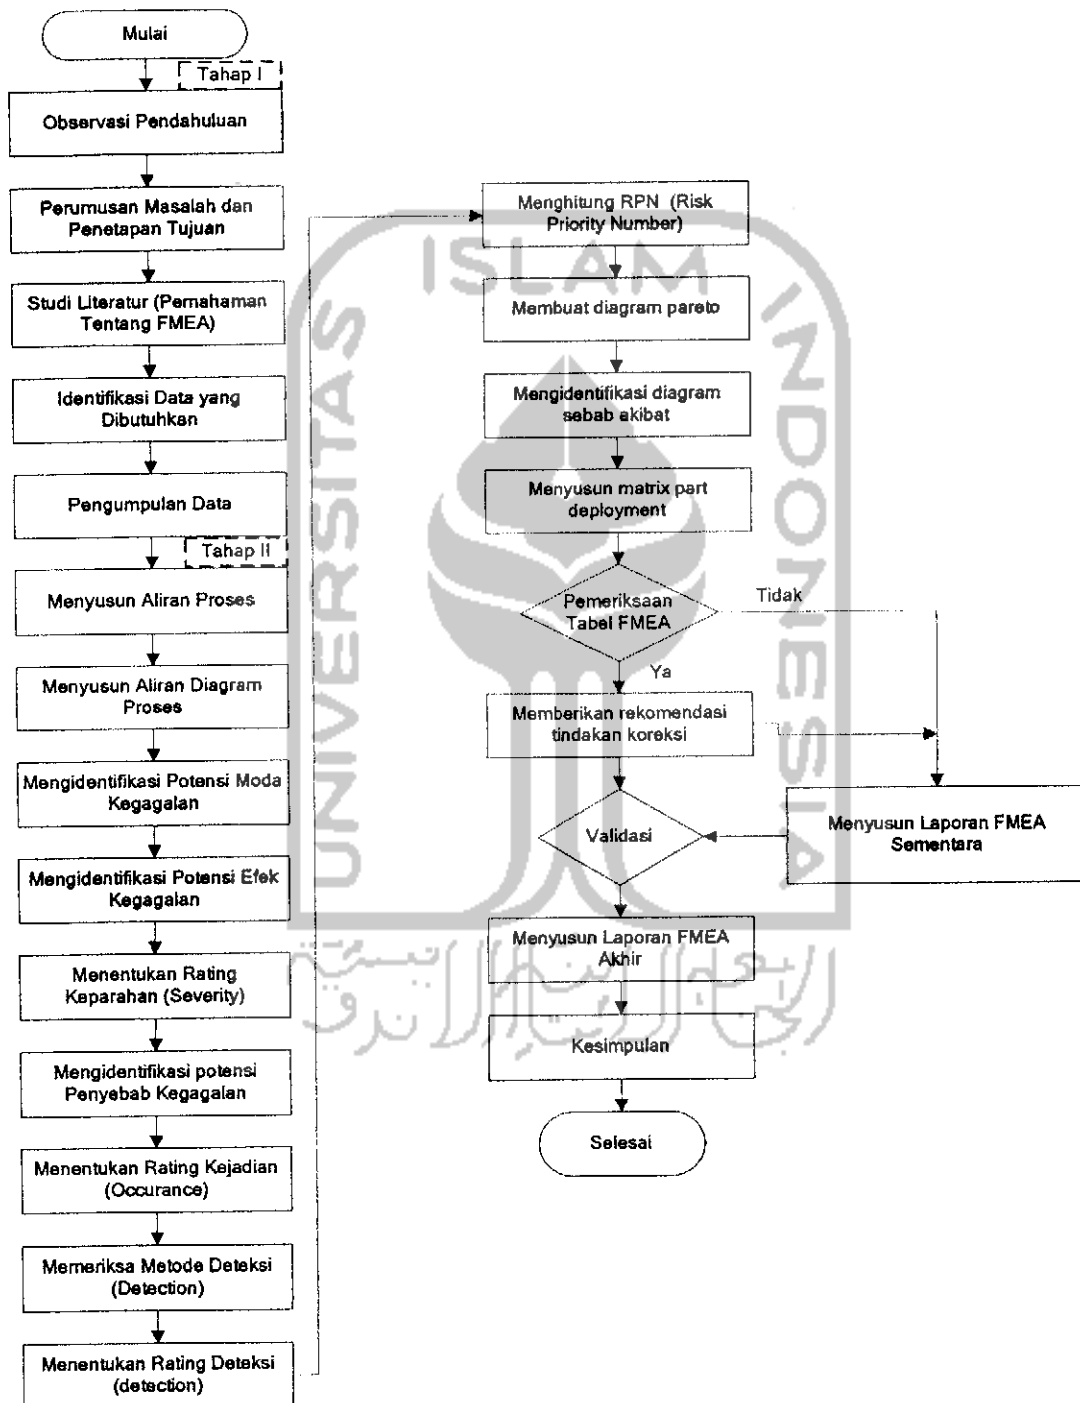 Mulai
Tahap I
Observasi Pendahuluan
Perumusan Masalah dan
Penetapan Tujuan
Studi Literatur (Pemahaman
Tentang FMEA)
Identifikasi Data yang
Dibutuhkan
Pengumpulan Data
Tahap II
Menyusun Aliran Proses
Menyusun Aliran Diagram
Proses
Mengidentifikasi Potensi Moda
Kegagalan
Mengidentifikasi Potensi Efek
Kegagalan
Menentukan Rating
Keparahan (Severity)
Mengidentifikasi potensi
Penyebab Kegagalan
Menentukan Rating Kejadian
(Occurance)
Memeriksa Metode Deteksi
(Detection)
Menentukan Rating Deteksi
(detection)
Menghitung RPN (Risk
Priority Number)
Membuat diagram pareto
Mengidentifikasi diagram
sebab akibat
Menyusun matrix part
deployment
Pemeriksaan
Tabel FMEA
Tidak
Ya
Memberikan rekomendasi
tindakan koreksi
Menyusun Laporan FMEA
Sementara
Validasi
Menyusun Laporan FMEA
Akhir
Kesimpulan
Selesai
UNIVERSITAS
ISLAM
INDONESIA